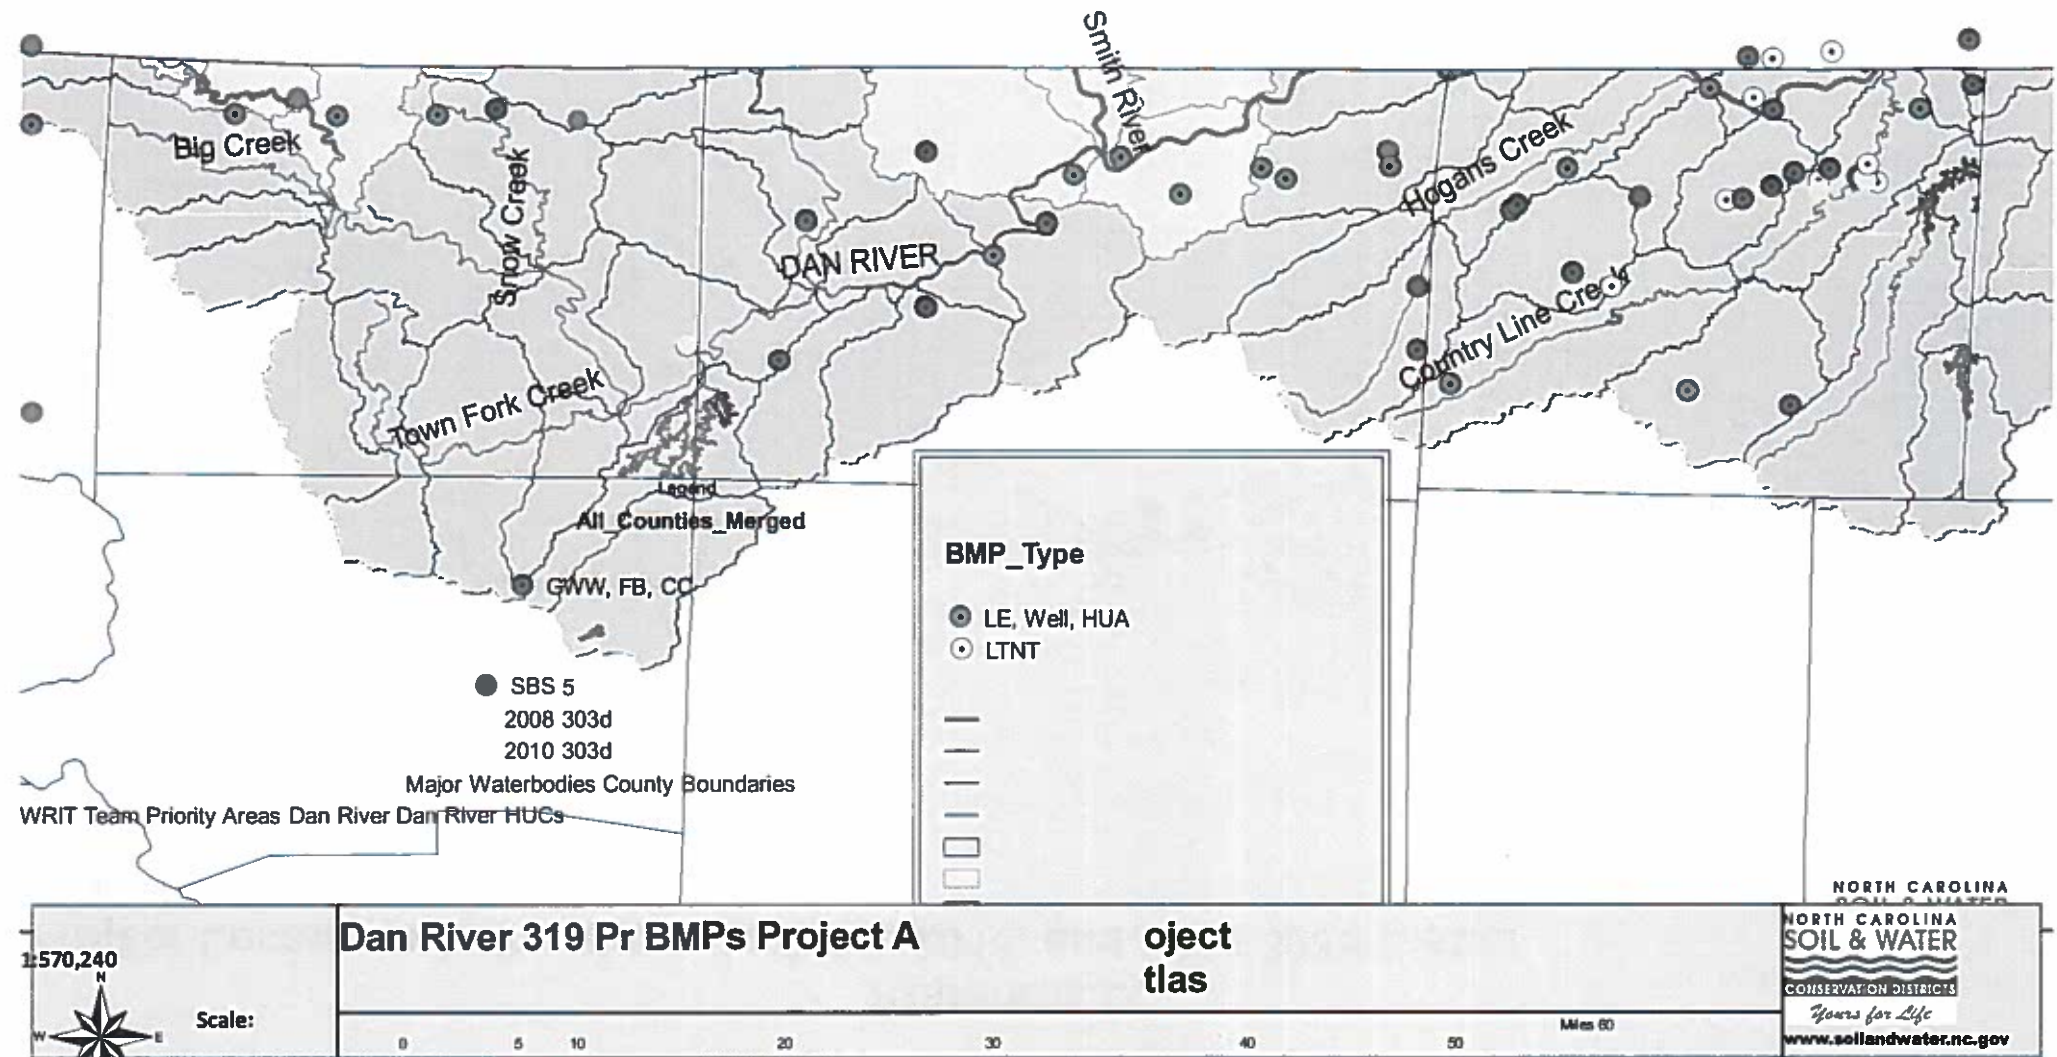 Smith River
Big Creek
Snow Creek
Hogans Creek
DAN RIVER
Country Line Cre
Town Fork Creek
Legend
All_Counties_Merged
BMP_Type
GWW, FB, CC
LE, Well, HUA
LTNT
SBS 5
2008 303d
2010 303d
Major Waterbodies County Boundaries
WRIT Team Priority Areas Dan River Dan River HUCs
NORTH CAROLINA
SOIL & WATER
Dan River 319 Pr BMPs Project A
oject
tlas
NORTH CAROLINA
SOIL & WATER
CONSERVATION DISTRICTS
Yours for Life
www.soilandwater.nc.gov
1:570,240
N
W
E
Scale:
Miles 60
0 5 10 20 30 40 50